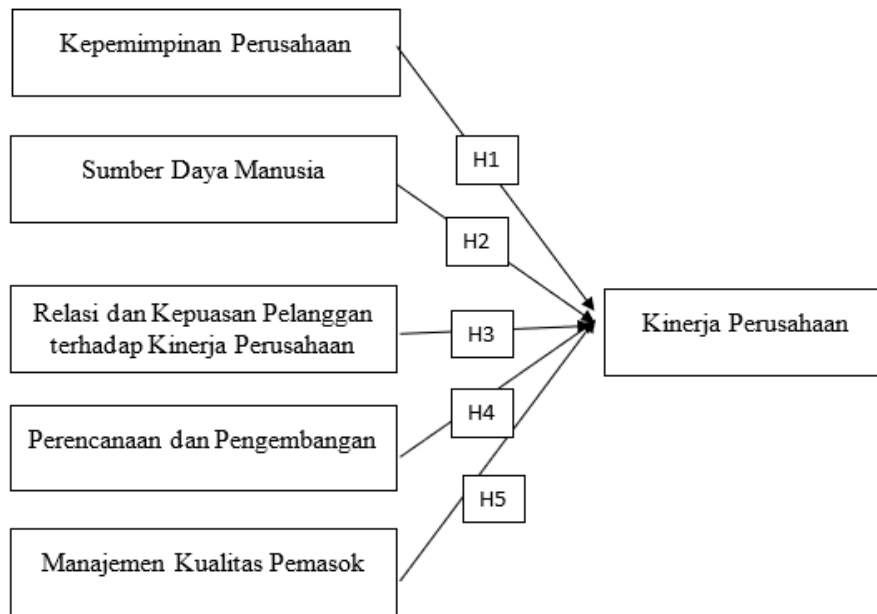 Kepemimpinan Perusahaan
H1
Sumber Daya Manusia
H2
Relasi dan Kepuasan Pelanggan
terhadap Kinerja Perusahaan
H3
Kinerja Perusahaan
Perencanaan dan Pengembangan
H4
Manajemen Kualitas Pemasok
H5